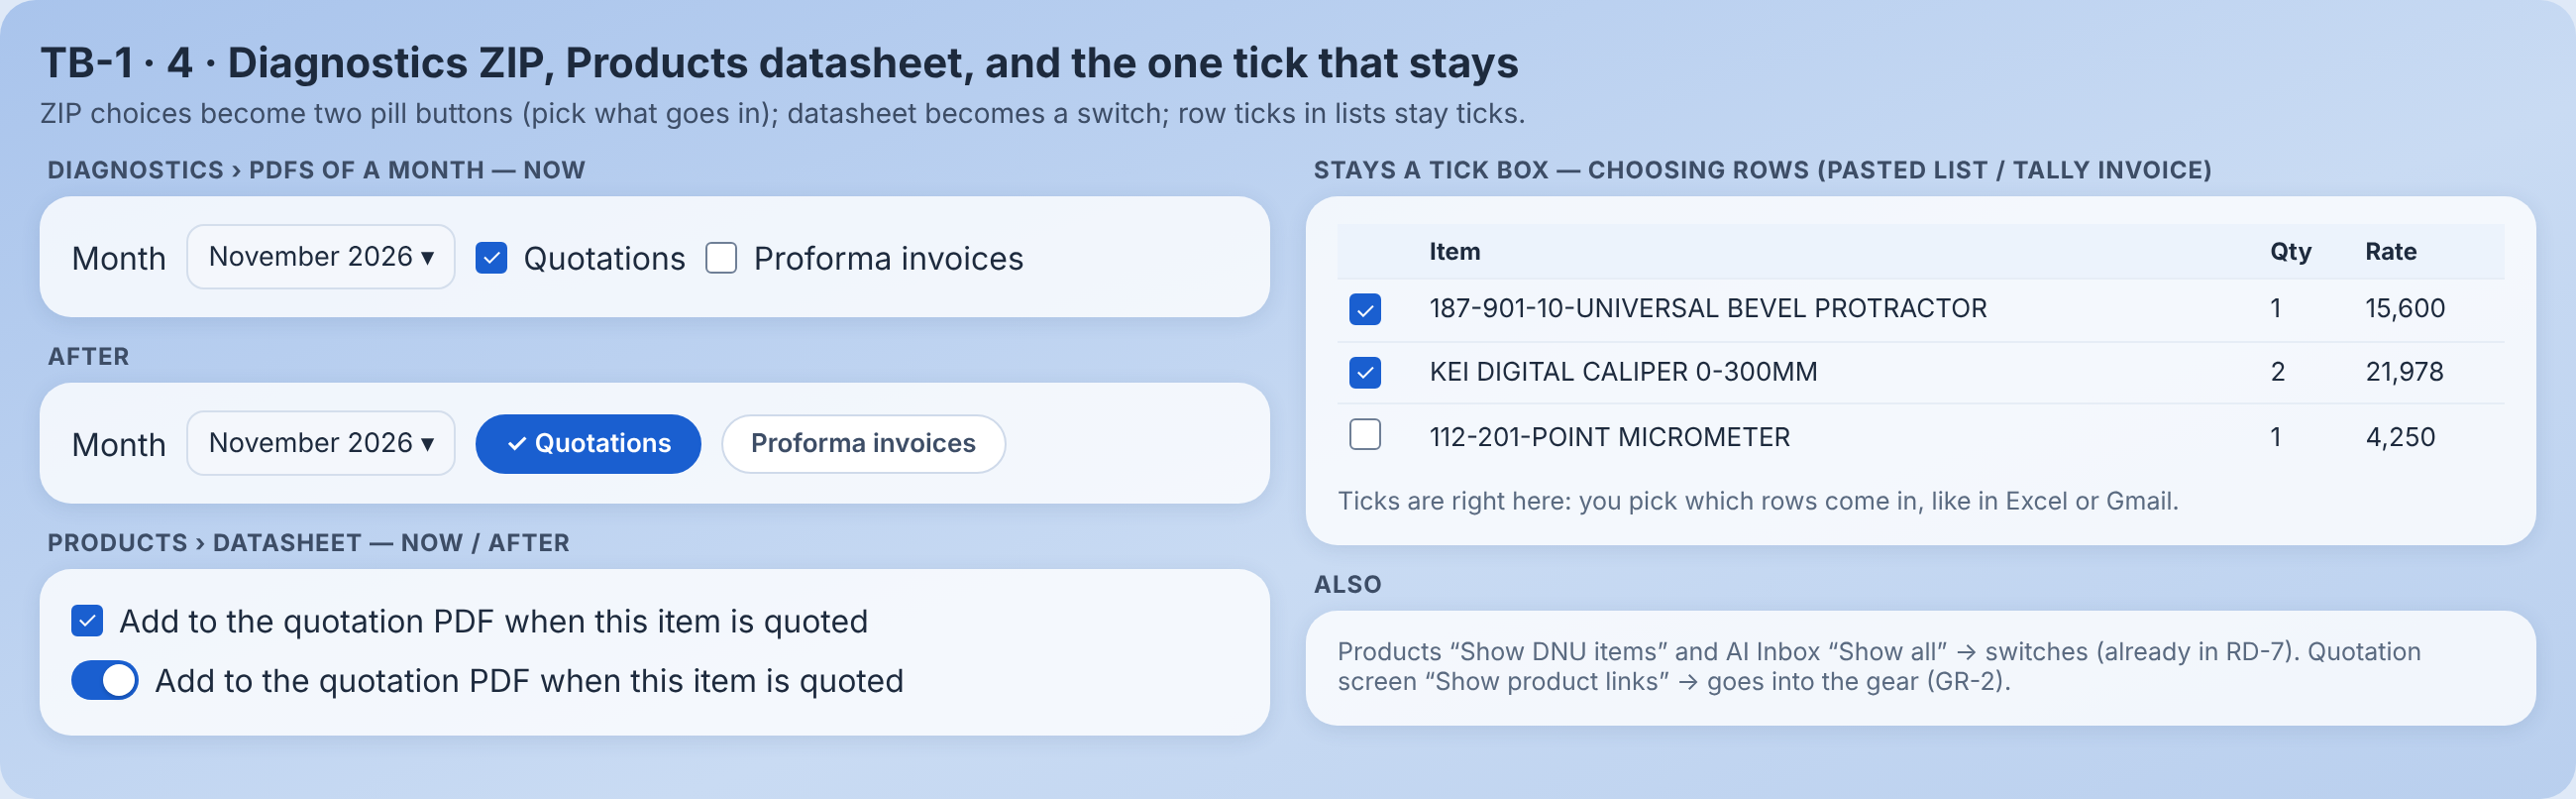 TB-1 · 4 · Diagnostics ZIP, Products datasheet, and the one tick that stays
ZIP choices become two pill buttons (pick what goes in); datasheet becomes a switch; row ticks in lists stay ticks.
DIAGNOSTICS › PDFS OF A MONTH — NOW
Month November 2026 ▾ Quotations Proforma invoices
AFTER
Month November 2026 ▾ ✓ Quotations Proforma invoices
PRODUCTS › DATASHEET — NOW / AFTER
Add to the quotation PDF when this item is quoted
Add to the quotation PDF when this item is quoted
STAYS A TICK BOX — CHOOSING ROWS (PASTED LIST / TALLY INVOICE)
Item Qty Rate
187-901-10-UNIVERSAL BEVEL PROTRACTOR 1 15,600
KEI DIGITAL CALIPER 0-300MM 2 21,978
112-201-POINT MICROMETER 1 4,250
Ticks are right here: you pick which rows come in, like in Excel or Gmail.
ALSO
Products “Show DNU items” and AI Inbox “Show all” → switches (already in RD-7). Quotation
screen “Show product links” → goes into the gear (GR-2).